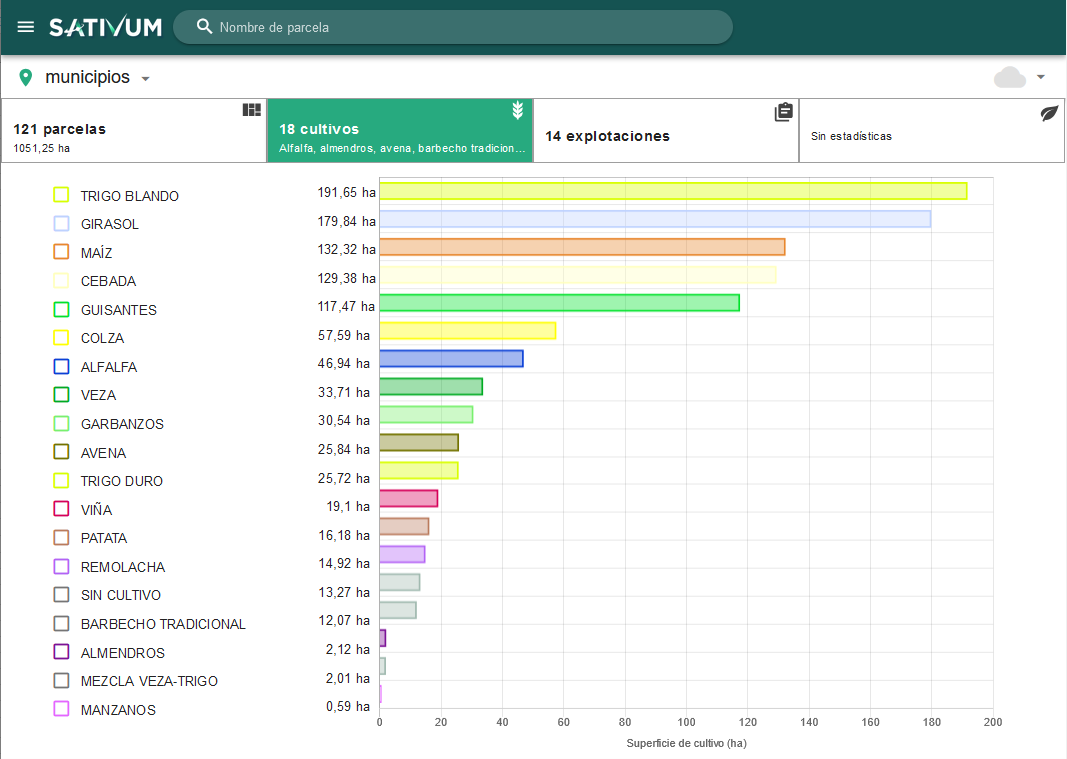 SATIVUM
Nombre de parcela
municipios
121 parcelas
1051,25 ha
18 cultivos
Alfalfa, almendros, avena, barbecho tradicion...
14 explotaciones
Sin estadísticas
TRIGO BLANDO 191,65 ha
GIRASOL 179,84 ha
MAÍZ 132,32 ha
CEBADA 129,38 ha
GUISANTES 117,47 ha
COLZA 57,59 ha
ALFALFA 46,94 ha
VEZA 33,71 ha
GARBANZOS 30,54 ha
AVENA 25,84 ha
TRIGO DURO 25,72 ha
VIÑA 19,1 ha
PATATA 16,18 ha
REMOLACHA 14,92 ha
SIN CULTIVO 13,27 ha
BARBECHO TRADICIONAL 12,07 ha
ALMENDROS 2,12 ha
MEZCLA VEZA-TRIGO 2,01 ha
MANZANOS 0,59 ha
0 20 40 60 80 100 120 140 160 180 200
Superficie de cultivo (ha)